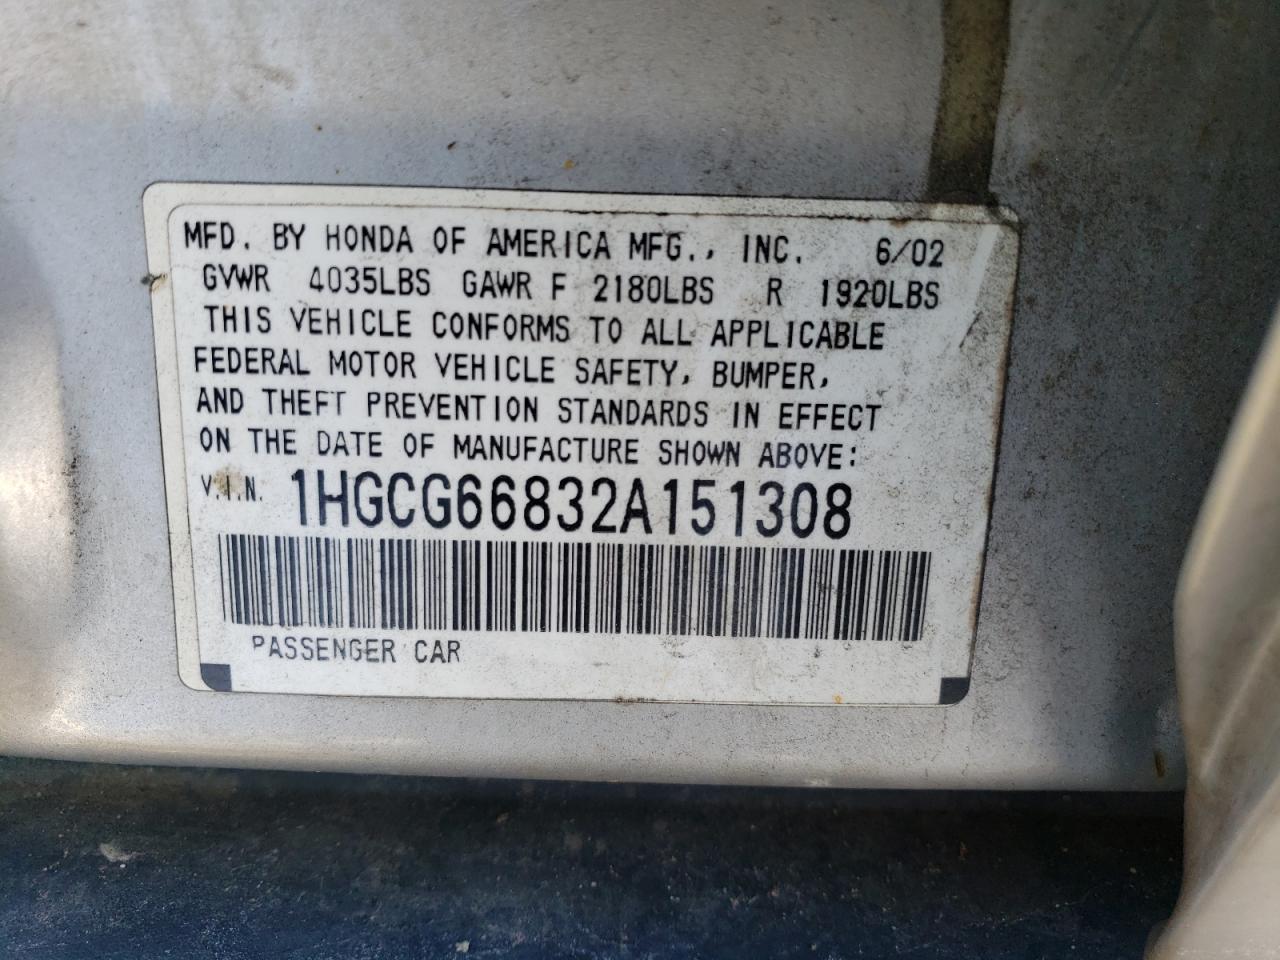 MFD. BY HONDA OF AMERICA MFG., INC. 6/02
GVWR 4035LBS GAWR F 2180LBS R 1920LBS
THIS VEHICLE CONFORMS TO ALL APPLICABLE
FEDERAL MOTOR VEHICLE SAFETY, BUMPER,
AND THEFT PREVENTION STANDARDS IN EFFECT
ON THE DATE OF MANUFACTURE SHOWN ABOVE:
V.I.N. 1HGCG66832A151308
PASSENGER CAR